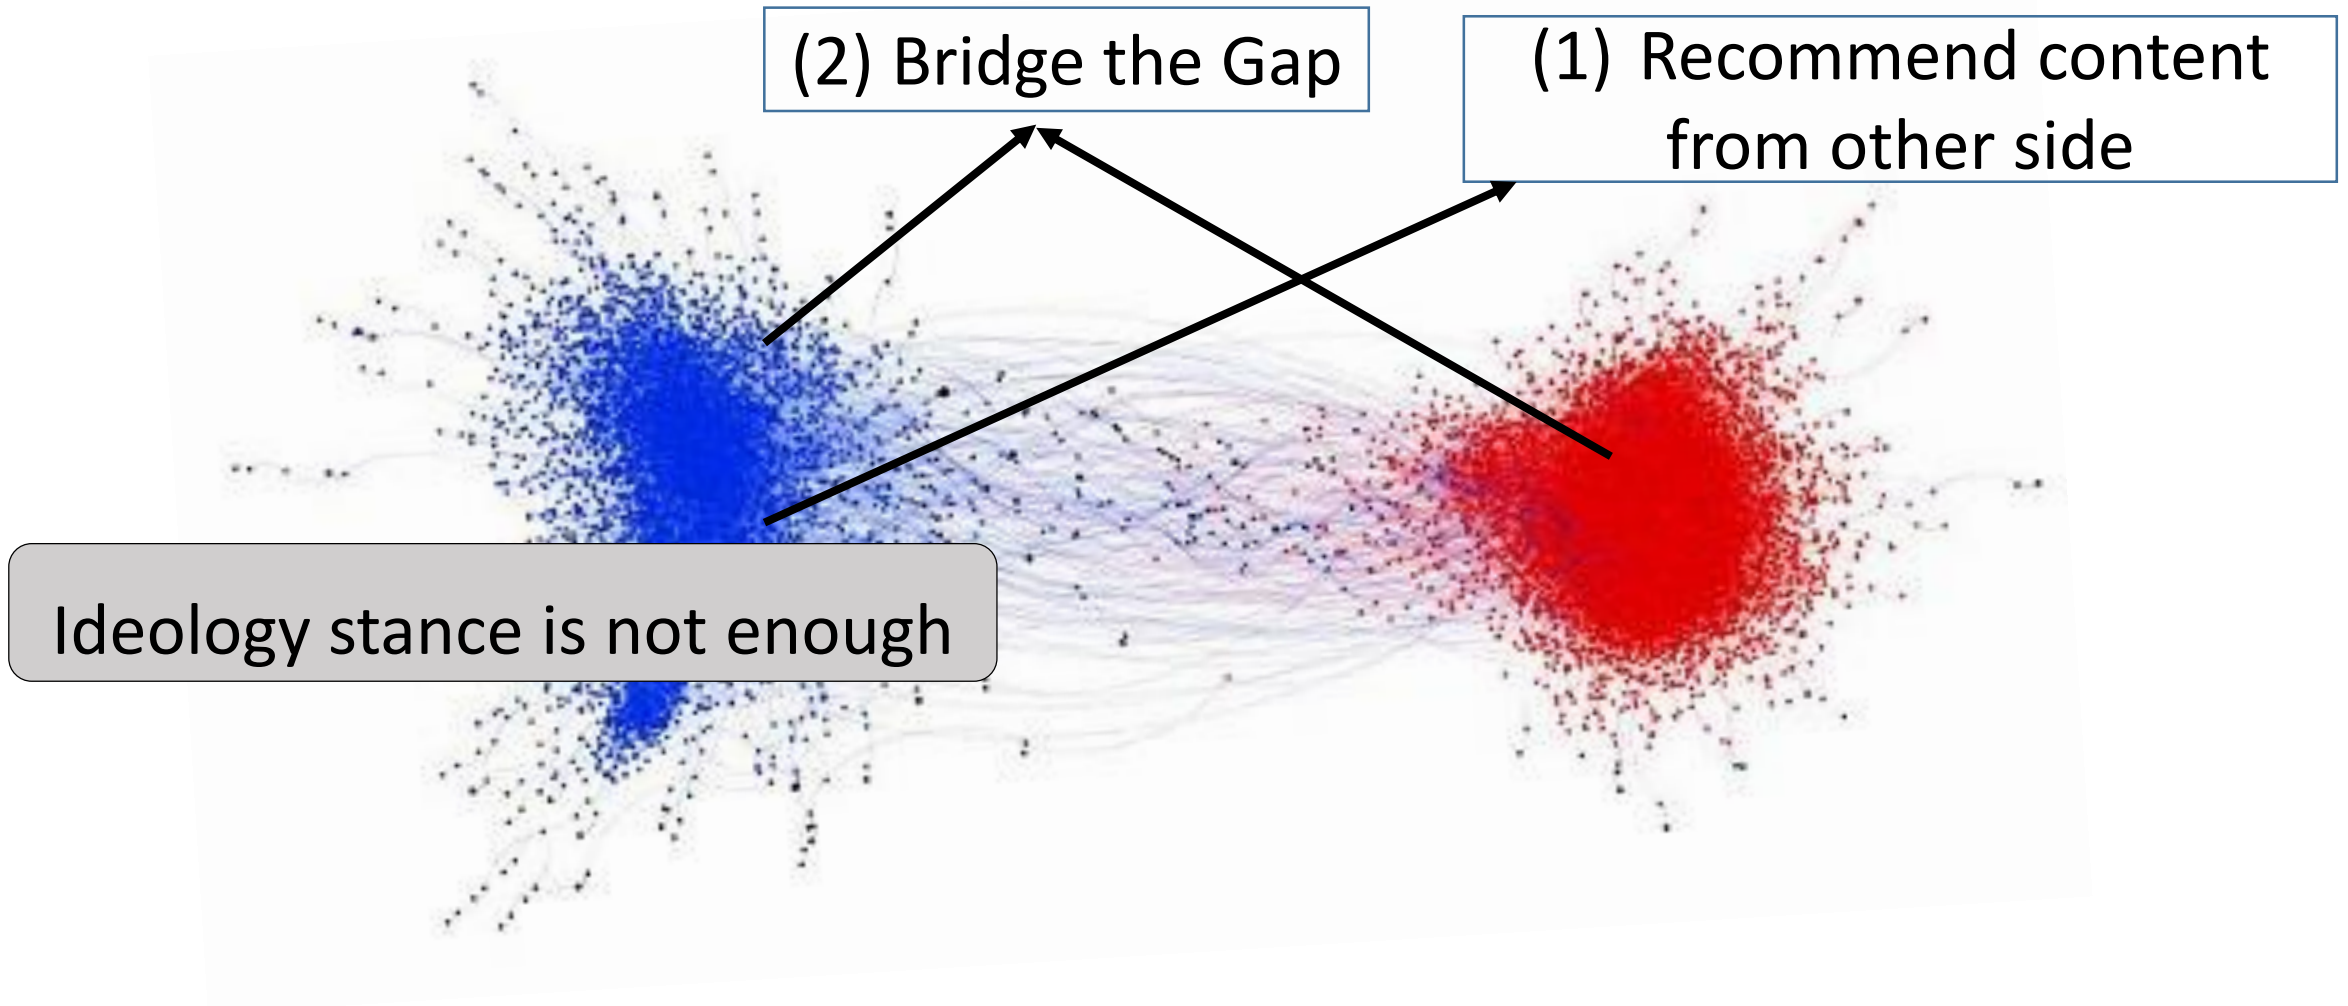 (2) Bridge the Gap
(1) Recommend content
from other side
Ideology stance is not enough